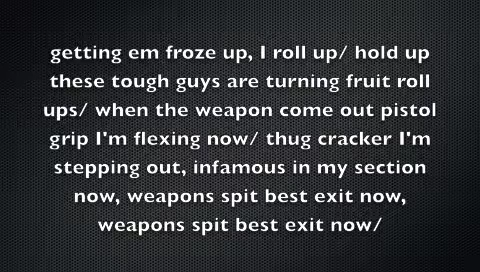 getting em froze up, I roll up/ hold up
these tough guys are turning fruit roll
ups/ when the weapon come out pistol
grip I'm flexing now/ thug cracker I'm
stepping out, infamous in my section
now, weapons spit best exit now,
weapons spit best exit now/